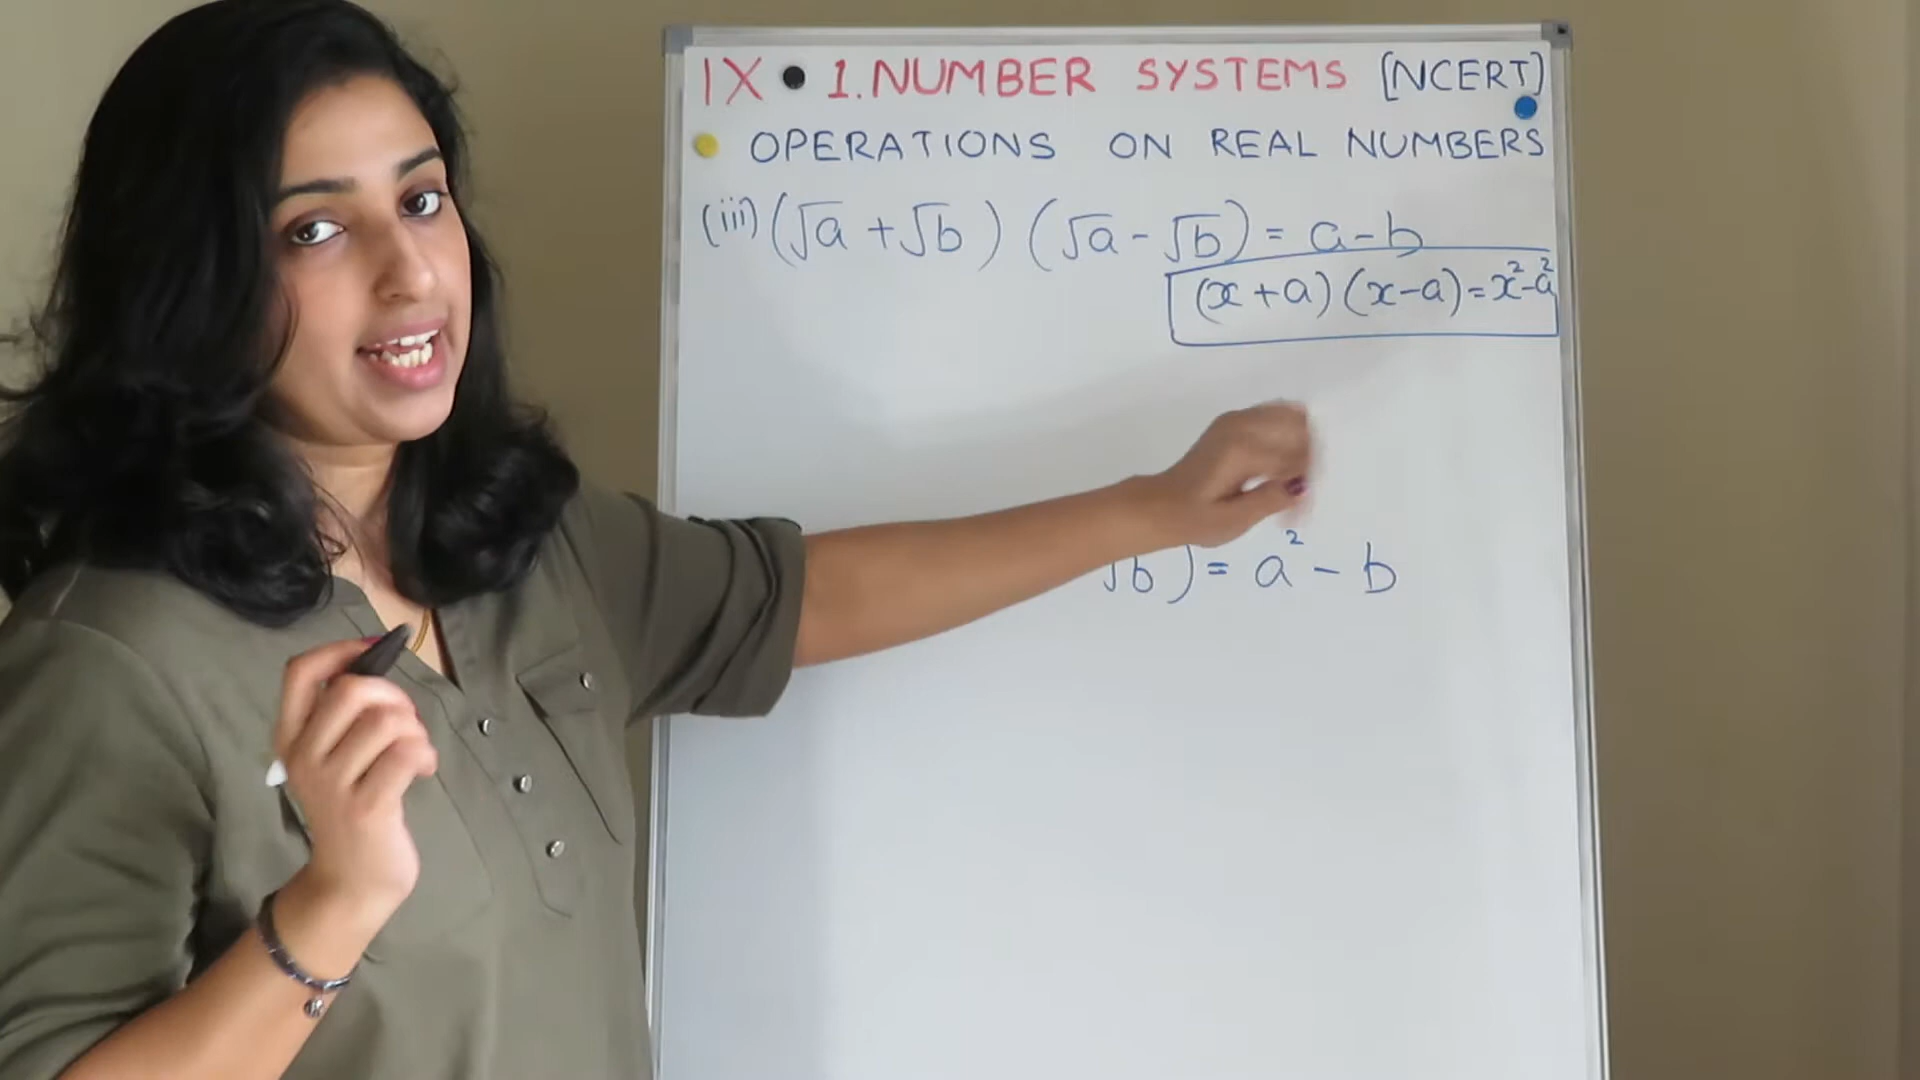 IX • 1. NUMBER SYSTEMS [NCERT]
OPERATIONS ON REAL NUMBERS
(iii) (√a + √b) (√a - √b) = a - b
(x + a) (x - a) = x² - a²
√b) = a² - b